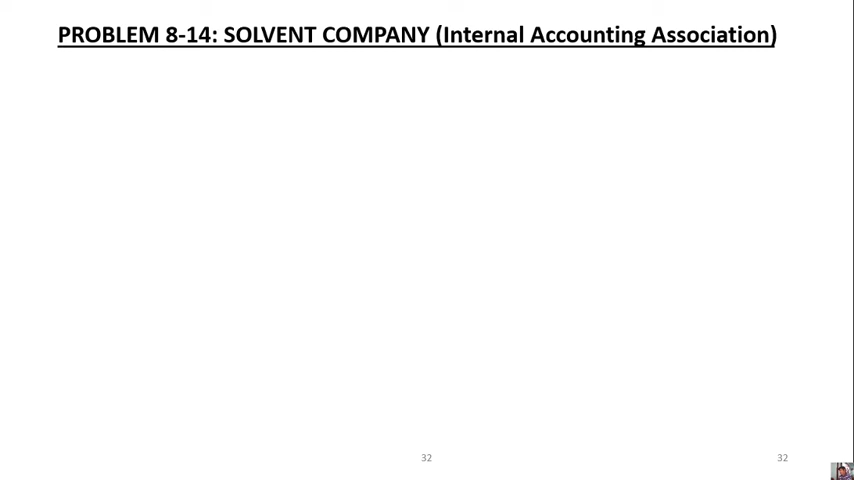 PROBLEM 8-14: SOLVENT COMPANY (Internal Accounting Association)
32
32